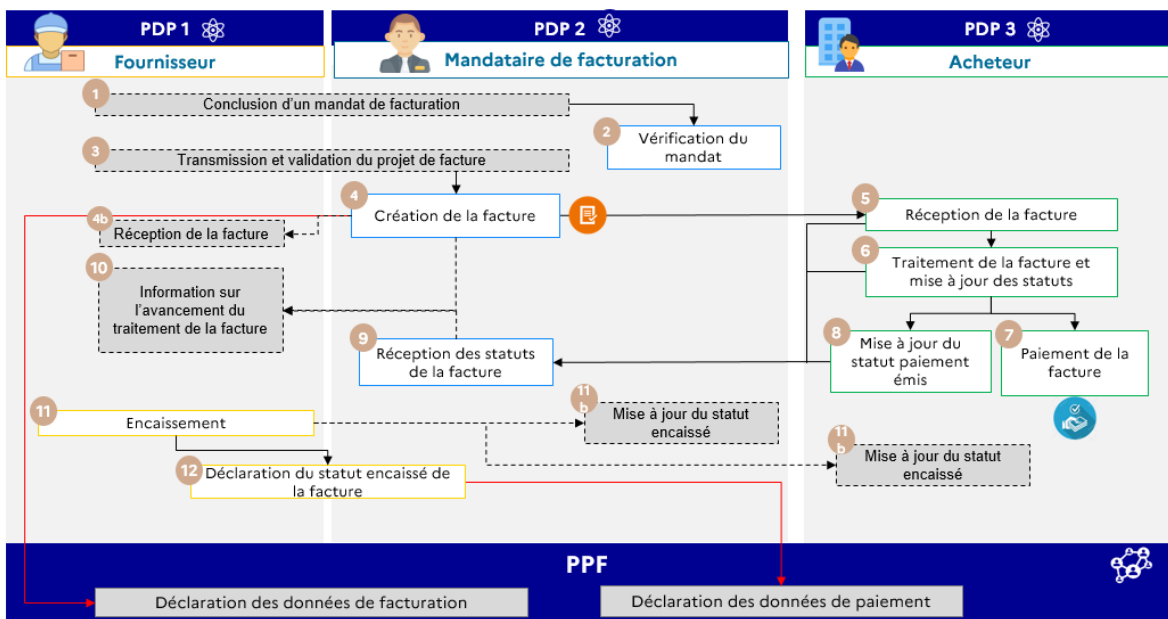 PDP 1
PDP 2
PDP 3
Fournisseur
Mandataire de facturation
Acheteur
1
Conclusion d'un mandat de facturation
2
Vérification du
mandat
3
Transmission et validation du projet de facture
4
Création de la facture
5
Réception de la facture
4b
Réception de la facture
6
Traitement de la facture et
mise à jour des statuts
10
Information sur
l'avancement du
traitement de la facture
9
Réception des statuts
de la facture
8
Mise à jour du
statut paiement
émis
7
Paiement de la
facture
11
Encaissement
11
b
Mise à jour du statut
encaissé
11
b
Mise à jour du statut
encaissé
12
Déclaration du statut encaissé de
la facture
PPF
Déclaration des données de facturation
Déclaration des données de paiement